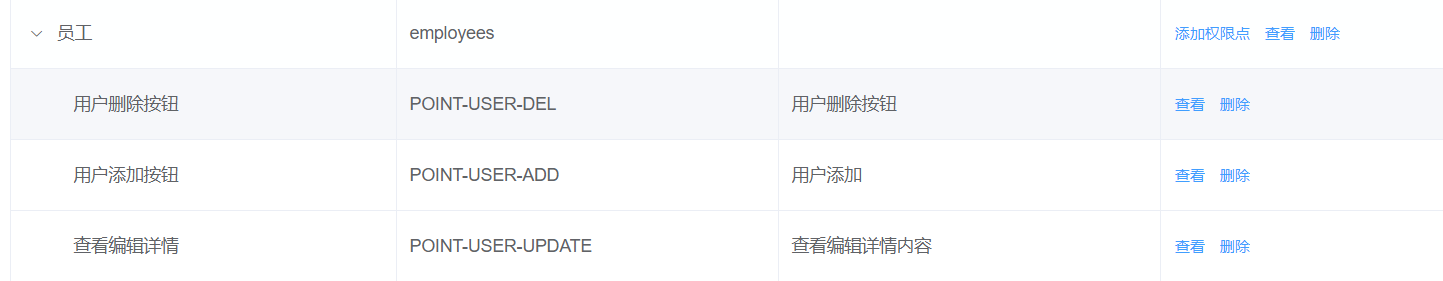 员工 employees 添加权限点 查看 删除
用户删除按钮 POINT-USER-DEL 用户删除按钮 查看 删除
用户添加按钮 POINT-USER-ADD 用户添加 查看 删除
查看编辑详情 POINT-USER-UPDATE 查看编辑详情内容 查看 删除